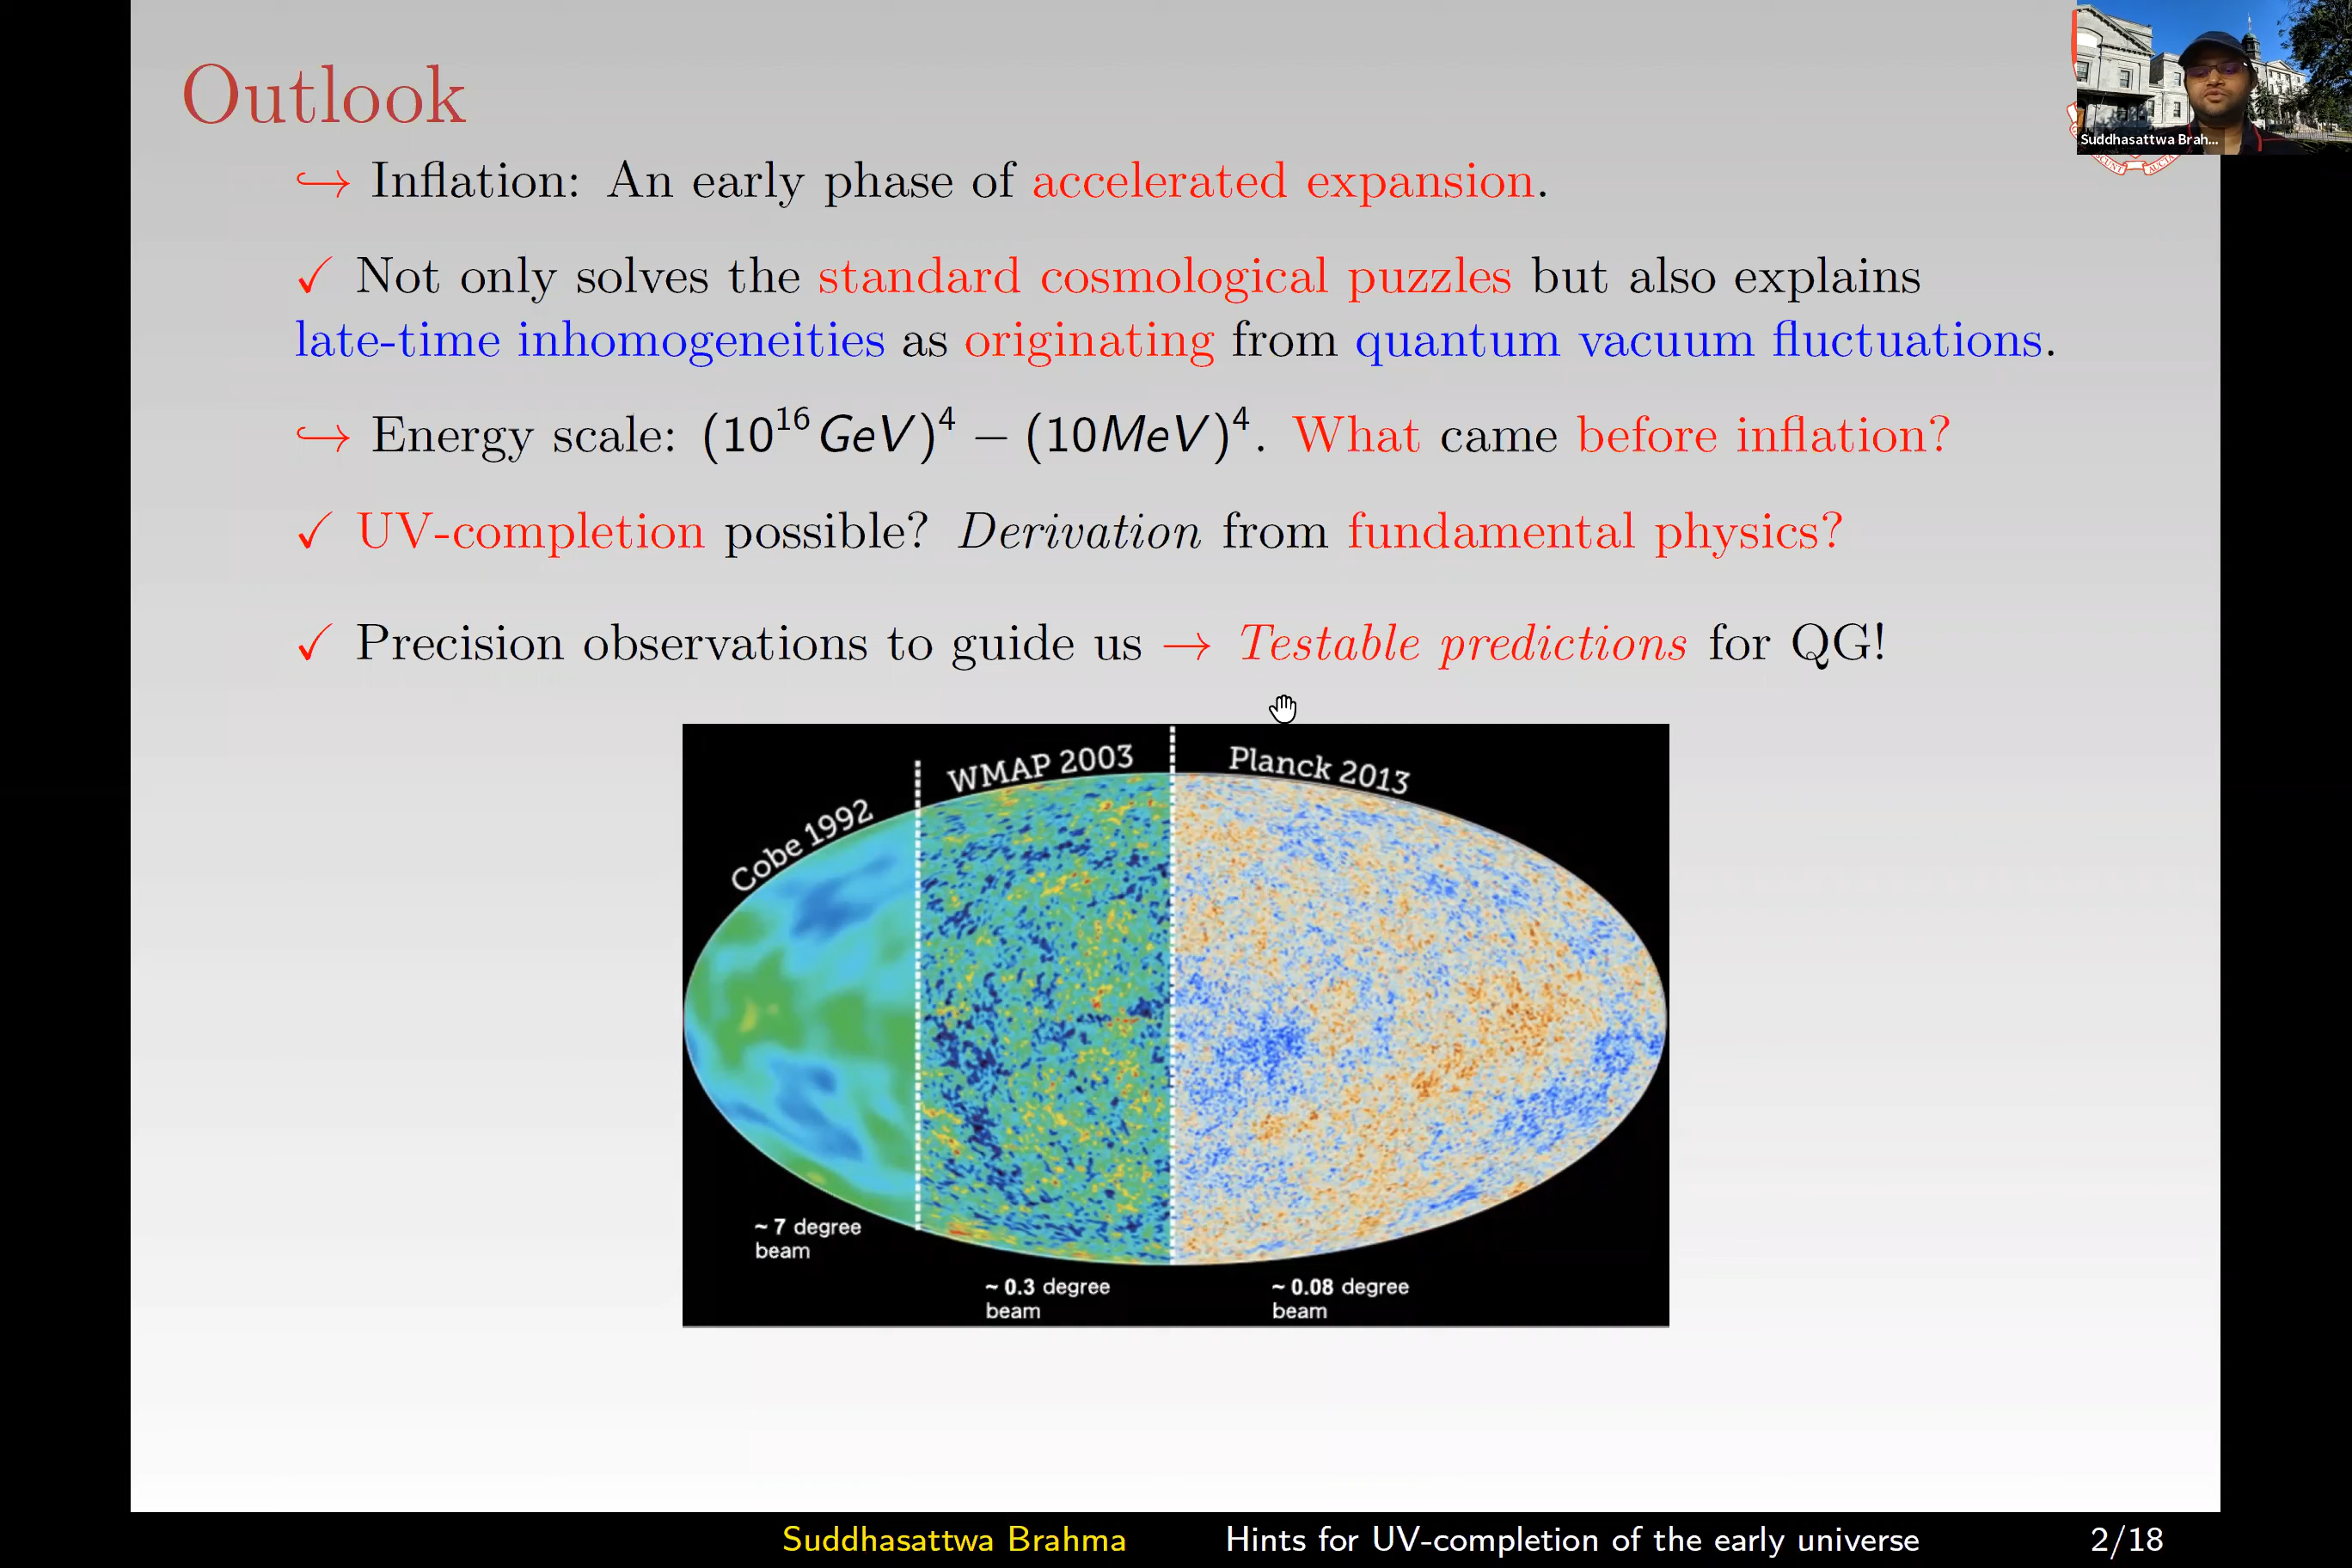 Outlook
Suddhasattwa Brah...
↪ Inflation: An early phase of accelerated expansion.
✓ Not only solves the standard cosmological puzzles but also explains
late-time inhomogeneities as originating from quantum vacuum fluctuations.
↪ Energy scale: (10¹⁶ GeV)⁴ − (10MeV)⁴. What came before inflation?
✓ UV-completion possible? Derivation from fundamental physics?
✓ Precision observations to guide us → Testable predictions for QG!
Cobe 1992
WMAP 2003
Planck 2013
~ 7 degree
beam
~ 0.3 degree
beam
~ 0.08 degree
beam
Suddhasattwa Brahma Hints for UV-completion of the early universe 2/18